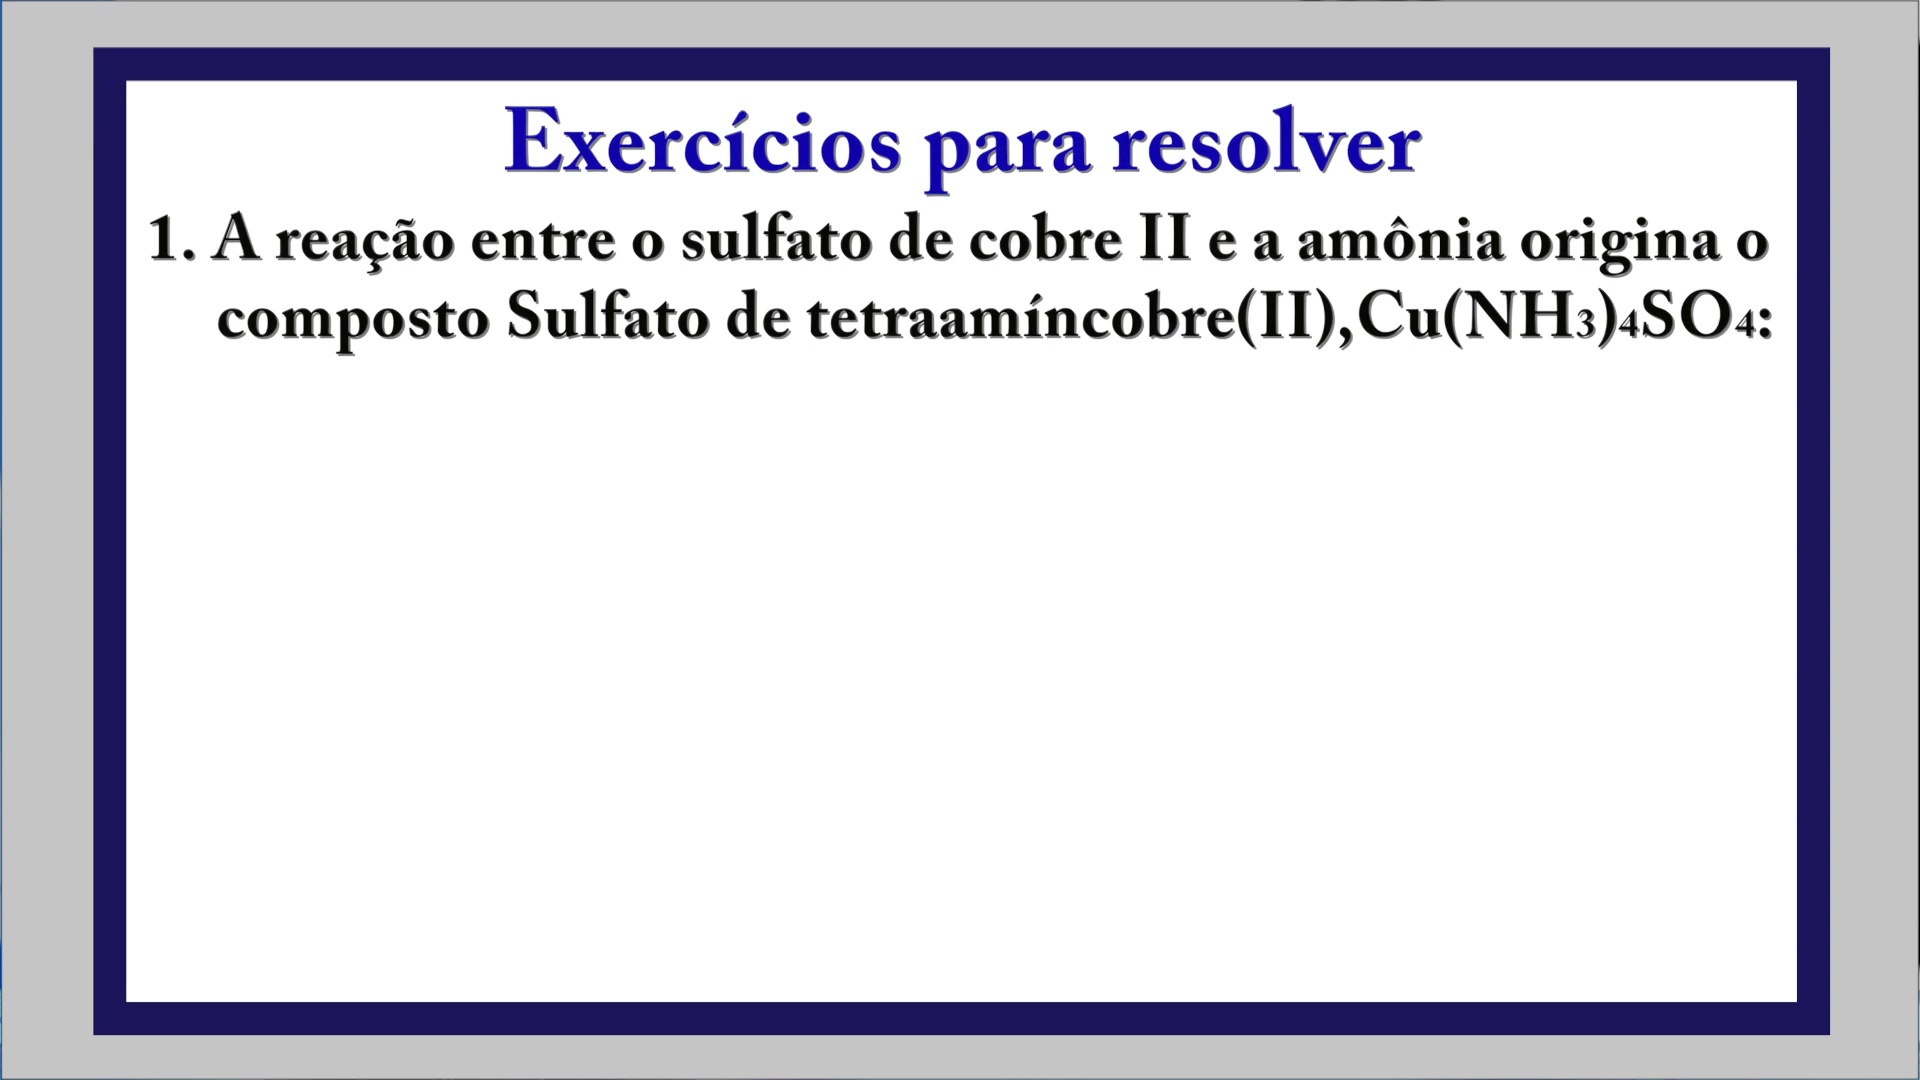 Exercícios para resolver
1. A reação entre o sulfato de cobre II e a amônia origina o
composto Sulfato de tetraamíncobre(II),Cu(NH₃)₄SO₄: